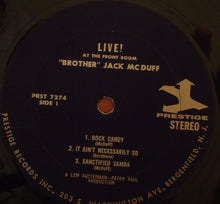 LIVE!
AT THE FRONT ROOM
"BROTHER" JACK McDUFF
PRST 7274
SIDE 1
PRESTIGE
STEREO
1. ROCK CANDY
(McDuff)
2. IT AIN'T NECESSARILY SO
(Gershwin)
3. SANCTIFIED SAMBA
(McDuff)
A LEW FUTTERMAN-PETER PAUL
PRODUCTION
PRESTIGE RECORDS INC., 203 S. WASHINGTON AVE., BERGENFIELD, N. J.